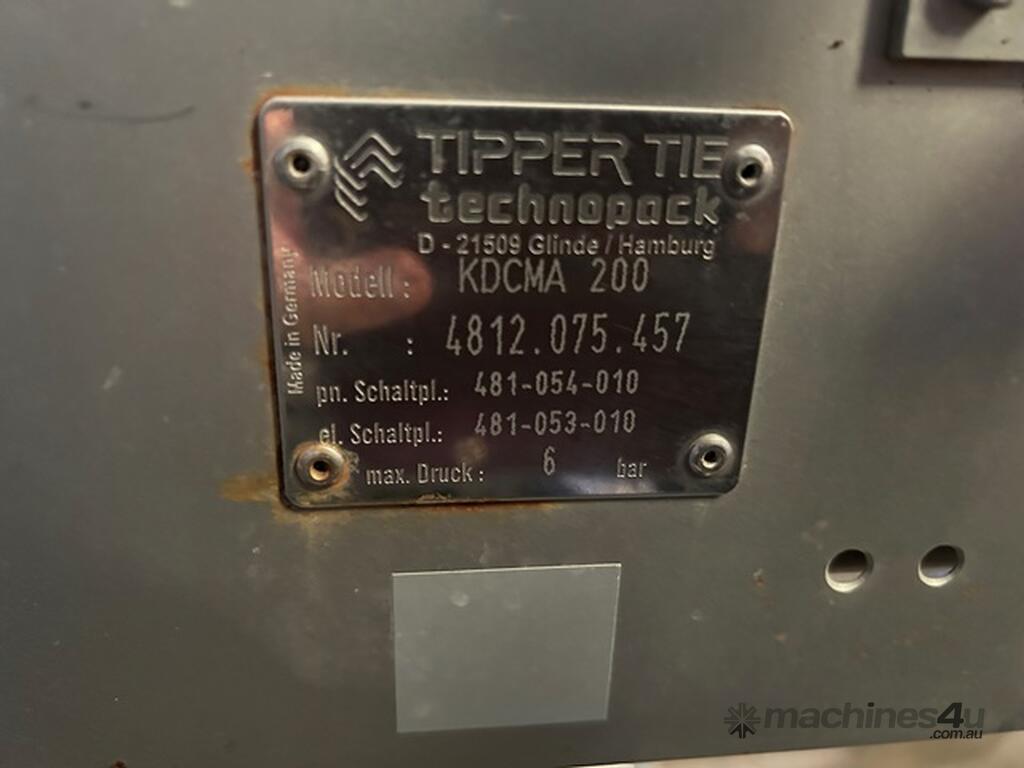 TIPPER TIE
technopack
D - 21509 Glinde / Hamburg
Made in Germany
Modell : KDCMA 200
Nr. : 4812.075.457
pn. Schaltpl.: 481-054-010
el. Schaltpl.: 481-053-010
max. Druck : 6 bar
machines4u
.com.au